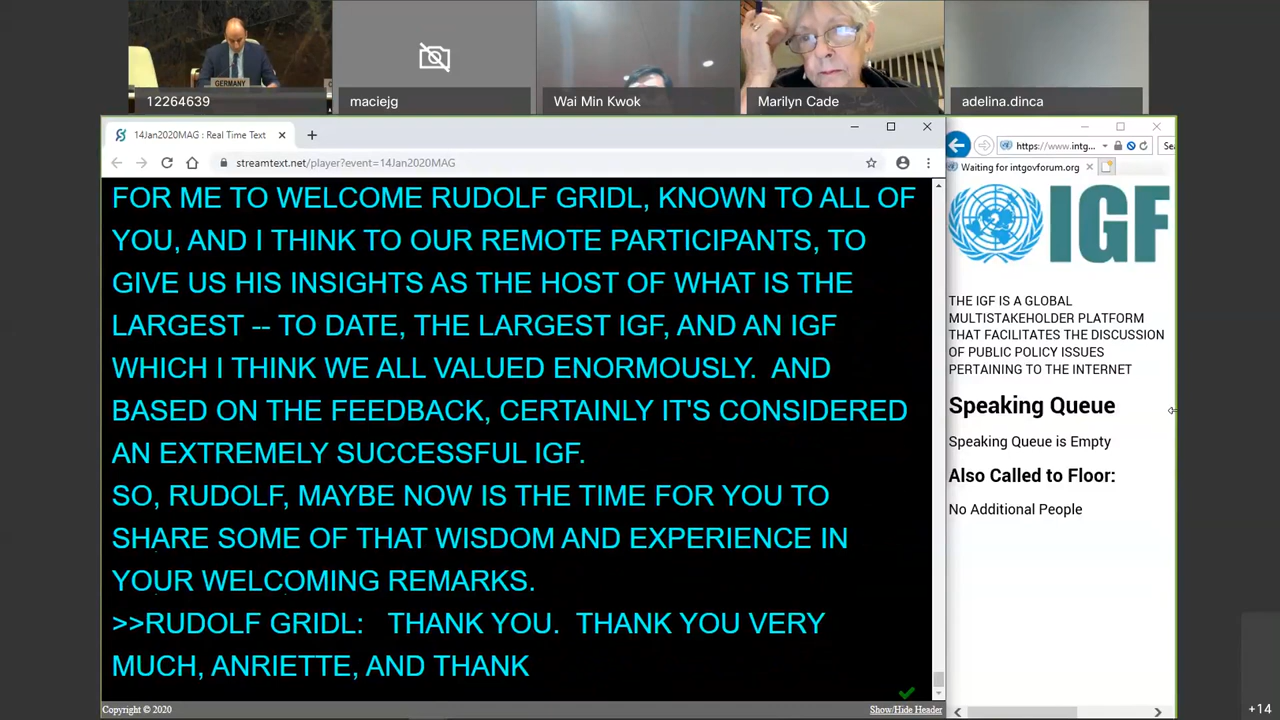 GERMANY
12264639
maciejg
Wai Min Kwok
Marilyn Cade
adelina.dinca
14Jan2020MAG : Real Time Text
streamtext.net/player?event=14Jan2020MAG
FOR ME TO WELCOME RUDOLF GRIDL, KNOWN TO ALL OF
YOU, AND I THINK TO OUR REMOTE PARTICIPANTS, TO
GIVE US HIS INSIGHTS AS THE HOST OF WHAT IS THE
LARGEST -- TO DATE, THE LARGEST IGF, AND AN IGF
WHICH I THINK WE ALL VALUED ENORMOUSLY.  AND
BASED ON THE FEEDBACK, CERTAINLY IT'S CONSIDERED
AN EXTREMELY SUCCESSFUL IGF.
SO, RUDOLF, MAYBE NOW IS THE TIME FOR YOU TO
SHARE SOME OF THAT WISDOM AND EXPERIENCE IN
YOUR WELCOMING REMARKS.
>>RUDOLF GRIDL:   THANK YOU.  THANK YOU VERY
MUCH, ANRIETTE, AND THANK
Copyright © 2020
Show/Hide Header
https://www.intg...
Sea
Waiting for intgovforum.org
IGF
THE IGF IS A GLOBAL
MULTISTAKEHOLDER PLATFORM
THAT FACILITATES THE DISCUSSION
OF PUBLIC POLICY ISSUES
PERTAINING TO THE INTERNET
Speaking Queue
Speaking Queue is Empty
Also Called to Floor:
No Additional People
+14